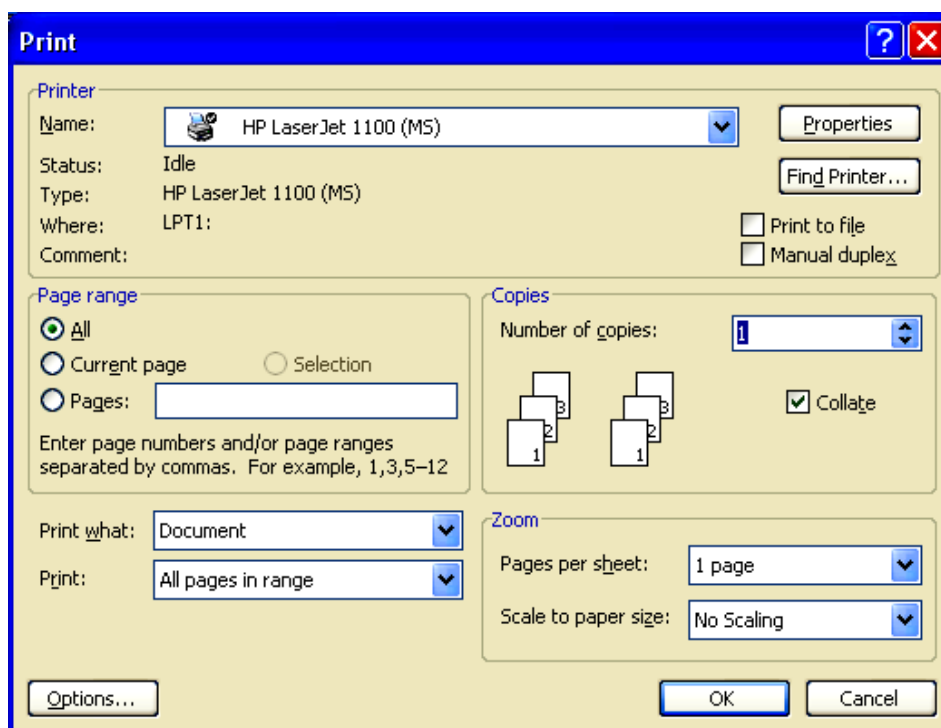 Print
Printer
Name: HP LaserJet 1100 (MS) Properties
Status: Idle
Type: HP LaserJet 1100 (MS) Find Printer...
Where: LPT1: Print to file
Comment: Manual duplex
Page range
All
Current page Selection
Pages:
Enter page numbers and/or page ranges
separated by commas. For example, 1,3,5–12
Copies
Number of copies: 1
3 3
2 2
1 1
Collate
Print what: Document
Print: All pages in range
Zoom
Pages per sheet: 1 page
Scale to paper size: No Scaling
Options... OK Cancel